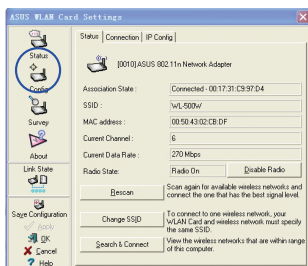 ASUS WLAN Card Settings
Status
Config
Survey
About
Link State
Save Configuration
Apply
OK
Cancel
Help
Status Connection IP Config
[0010] ASUS 802.11n Network Adapter
Association State : Connected - 00:17:31:C9:97:D4
SSID : WL-500W
MAC address : 00:50:43:02:CB:DF
Current Channel : 6
Current Data Rate : 270 Mbps
Radio State: Radio On Disable Radio
Rescan Scan again for available wireless networks and
connect the one that has the best signal level.
Change SSID To connect to one wireless network, your
WLAN Card and wireless network must specify
the same SSID.
Search & Connect View the wireless networks that are within range
of this computer.